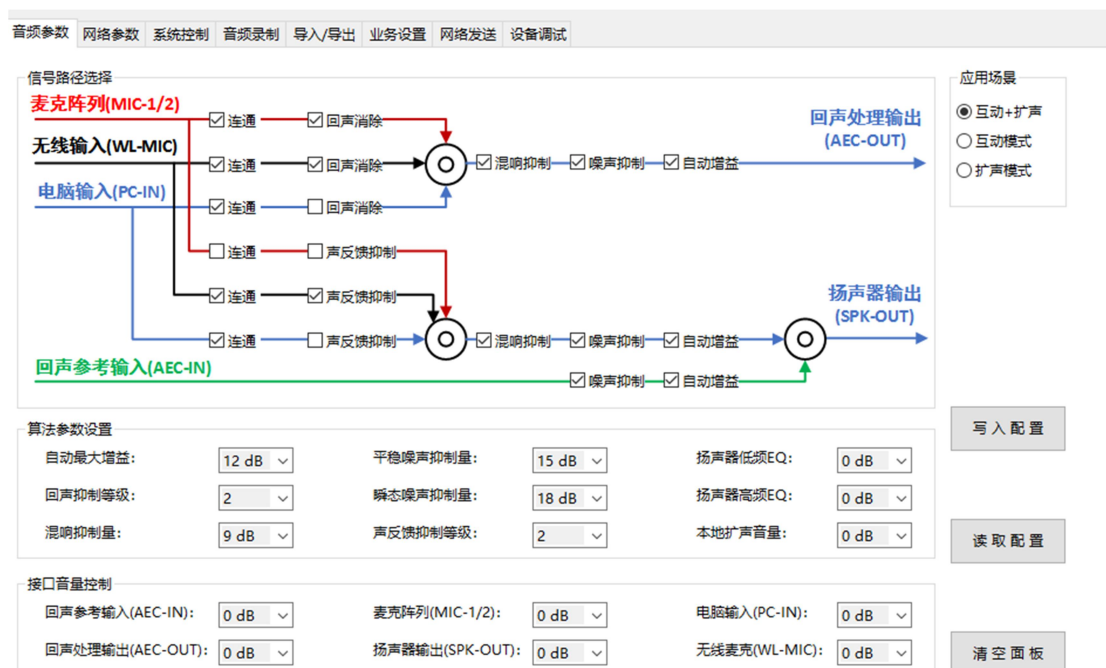 音频参数 网络参数 系统控制 音频录制 导入/导出 业务设置 网络发送 设备调试
信号路径选择
麦克阵列(MIC-1/2)
连通 回声消除
无线输入(WL-MIC)
连通 回声消除
混响抑制 噪声抑制 自动增益
回声处理输出
(AEC-OUT)
电脑输入(PC-IN)
连通 回声消除
连通 声反馈抑制
连通 声反馈抑制
连通 声反馈抑制
混响抑制 噪声抑制 自动增益
扬声器输出
(SPK-OUT)
回声参考输入(AEC-IN)
噪声抑制 自动增益
应用场景
互动+扩声
互动模式
扩声模式
算法参数设置
自动最大增益: 12 dB 平稳噪声抑制量: 15 dB 扬声器低频EQ: 0 dB
回声抑制等级: 2 瞬态噪声抑制量: 18 dB 扬声器高频EQ: 0 dB
混响抑制量: 9 dB 声反馈抑制等级: 2 本地扩声音量: 0 dB
接口音量控制
回声参考输入(AEC-IN): 0 dB 麦克阵列(MIC-1/2): 0 dB 电脑输入(PC-IN): 0 dB
回声处理输出(AEC-OUT): 0 dB 扬声器输出(SPK-OUT): 0 dB 无线麦克(WL-MIC): 0 dB
写入配置
读取配置
清空面板